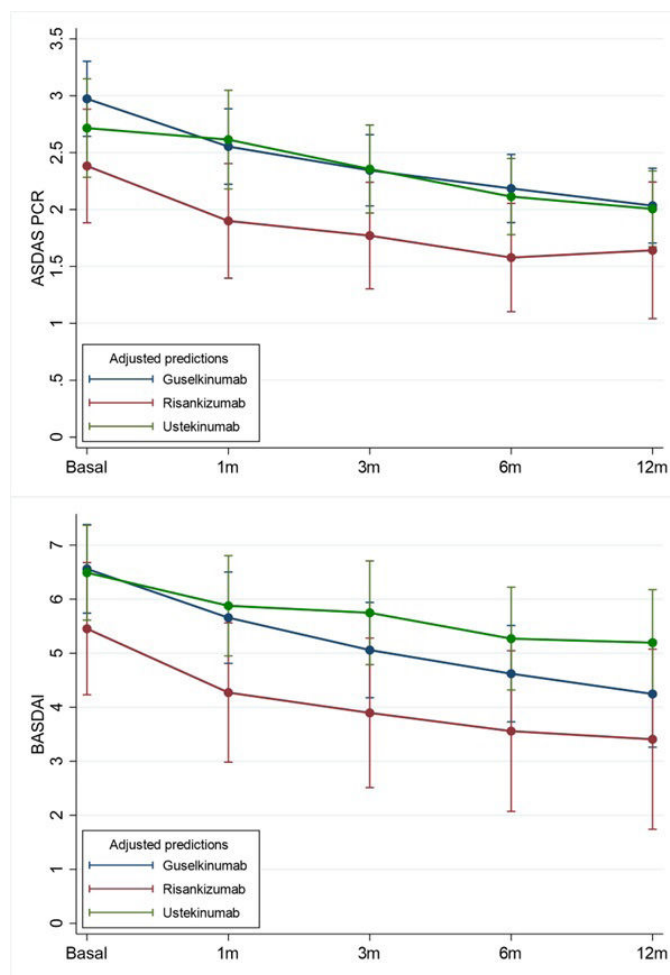 ASDAS PCR
3.5
3
2.5
2
1.5
1
.5
0
Adjusted predictions
Guselkinumab
Risankizumab
Ustekinumab
Basal 1m 3m 6m 12m
BASDAI
7
6
5
4
3
2
1
0
Adjusted predictions
Guselkinumab
Risankizumab
Ustekinumab
Basal 1m 3m 6m 12m